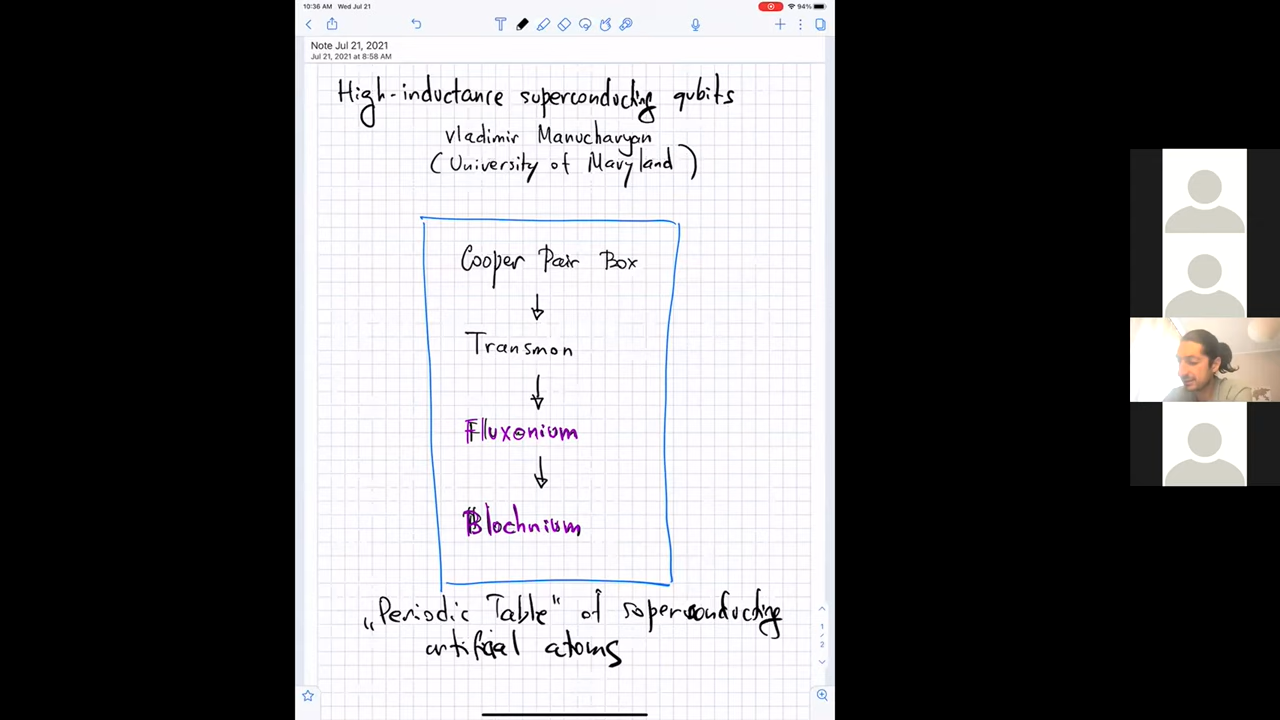 10:36 AM Wed Jul 21
94%
Note Jul 21, 2021
Jul 21, 2021 at 8:58 AM
High-inductance superconducting qubits
Vladimir Manucharyan
(University of Maryland)
Cooper Pair Box
Transmon
Fluxonium
Blochnium
„Periodic Table" of superconducting
artificial atoms
1
/
2